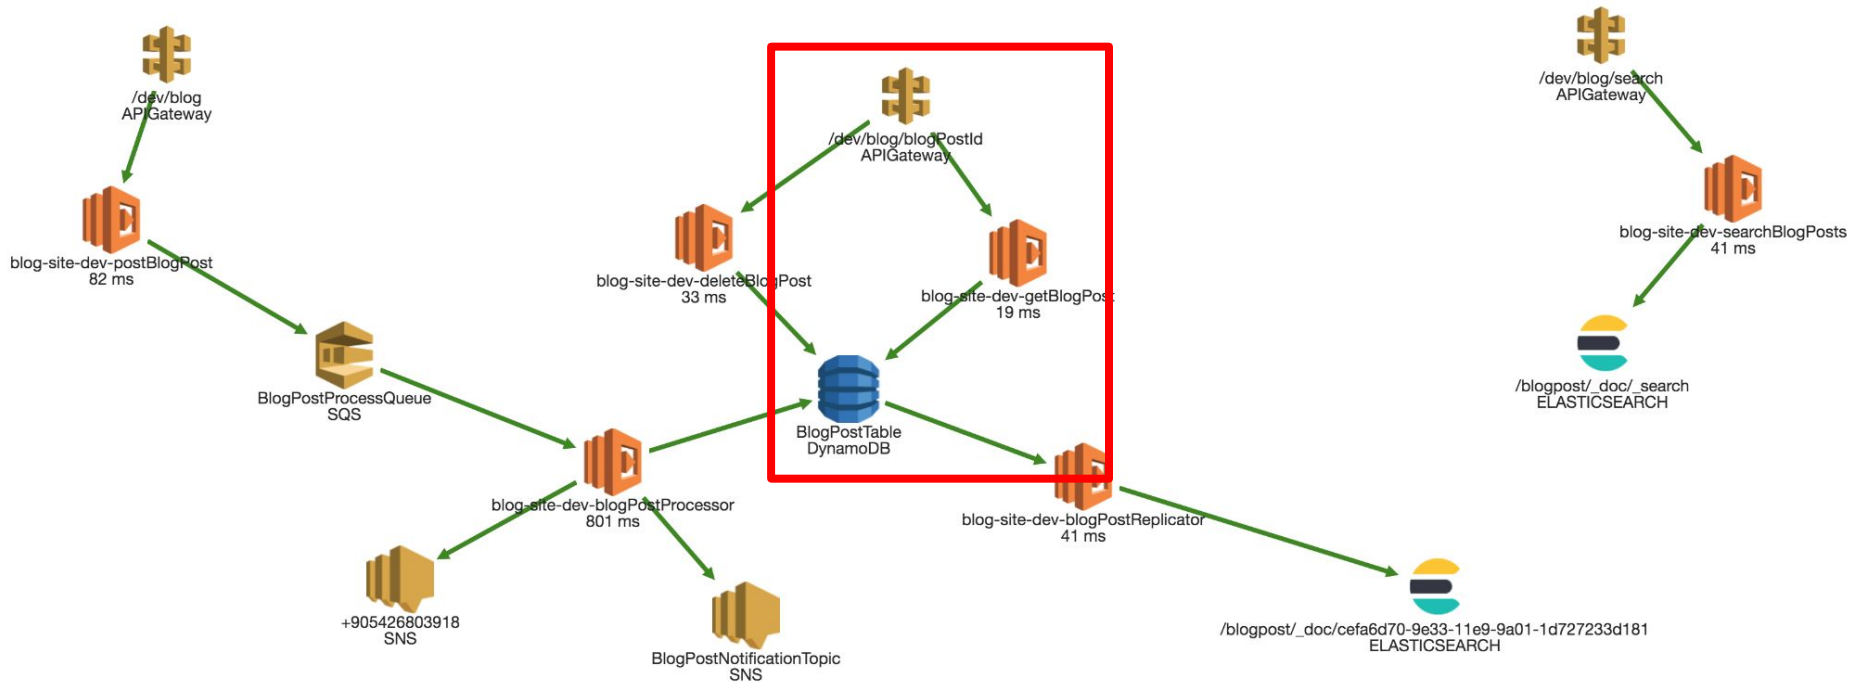 /dev/blog
APIGateway
blog-site-dev-postBlogPost
82 ms
BlogPostProcessQueue
SQS
/dev/blog/blogPostId
APIGateway
blog-site-dev-deleteBlogPost
33 ms
blog-site-dev-getBlogPost
19 ms
BlogPostTable
DynamoDB
blog-site-dev-blogPostProcessor
801 ms
+905426803918
SNS
BlogPostNotificationTopic
SNS
blog-site-dev-blogPostReplicator
41 ms
/blogpost/_doc/cefa6d70-9e33-11e9-9a01-1d727233d181
ELASTICSEARCH
/dev/blog/search
APIGateway
blog-site-dev-searchBlogPosts
41 ms
/blogpost/_doc/_search
ELASTICSEARCH